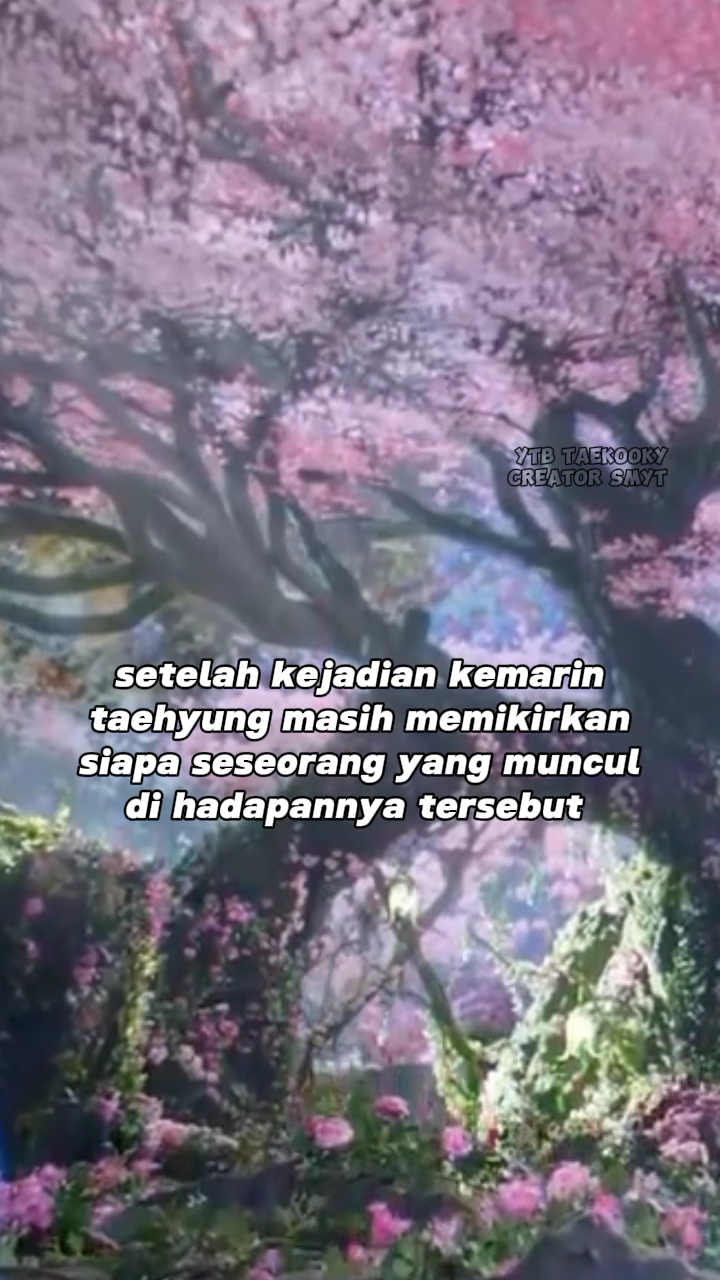 YTB TAEKOOKY
CREATOR SMYT
setelah kejadian kemarin
taehyung masih memikirkan
siapa seseorang yang muncul
di hadapannya tersebut